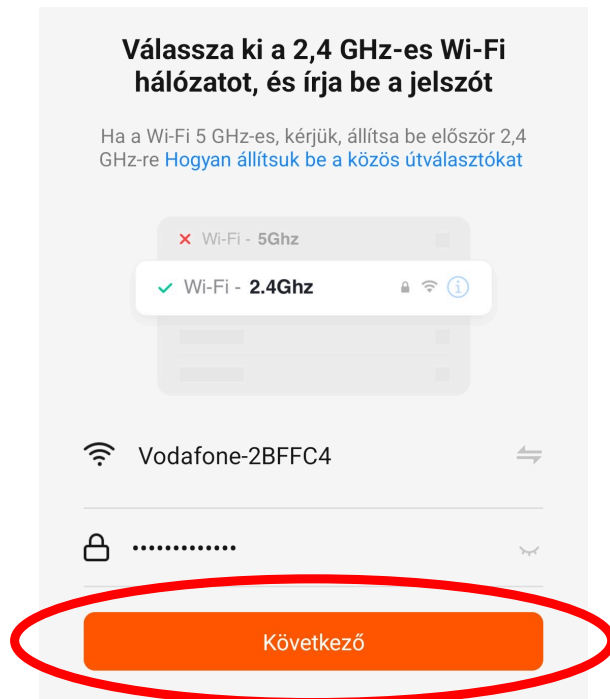 Válassza ki a 2,4 GHz-es Wi-Fi
hálózatot, és írja be a jelszót
Ha a Wi-Fi 5 GHz-es, kérjük, állítsa be először 2,4
GHz-re Hogyan állítsuk be a közös útválasztókat
Wi-Fi - 5Ghz
Wi-Fi - 2.4Ghz
Vodafone-2BFFC4
•••••••••••••
Következő